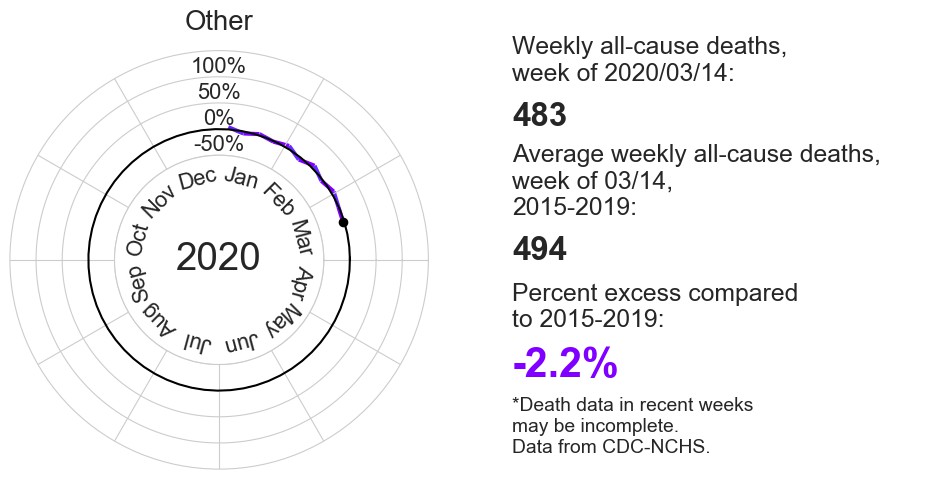 Other
100%
50%
0%
-50%
Jan
Feb
Mar
Apr
May
Jun
Jul
Aug
Sep
Oct
Nov
Dec
2020
Weekly all-cause deaths,
week of 2020/03/14:
483
Average weekly all-cause deaths,
week of 03/14,
2015-2019:
494
Percent excess compared
to 2015-2019:
-2.2%
*Death data in recent weeks
may be incomplete.
Data from CDC-NCHS.